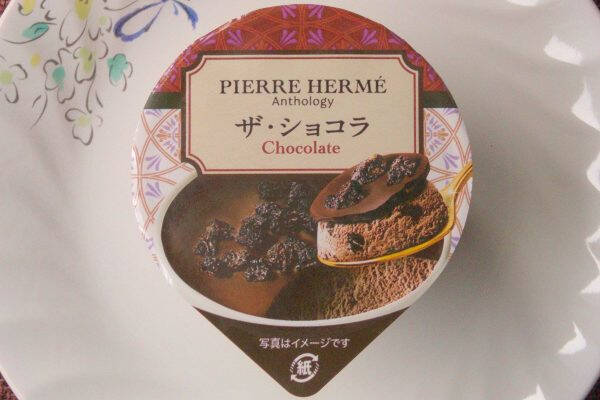 PIERRE HERMÉ
Anthology
ザ・ショコラ
Chocolate
写真はイメージです
紙